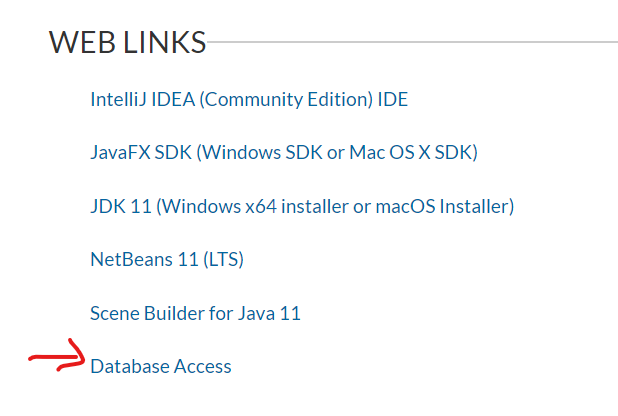 WEB LINKS
IntelliJ IDEA (Community Edition) IDE
JavaFX SDK (Windows SDK or Mac OS X SDK)
JDK 11 (Windows x64 installer or macOS Installer)
NetBeans 11 (LTS)
Scene Builder for Java 11
Database Access